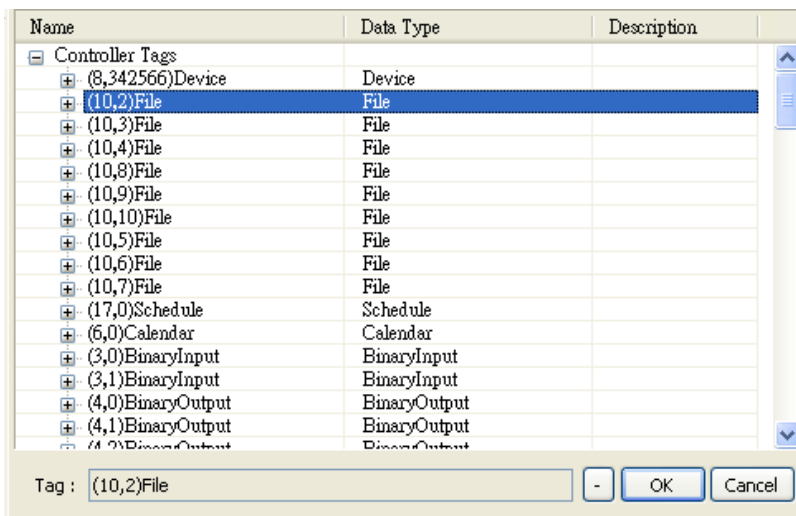 Name Data Type Description
Controller Tags
(8,342566)Device Device
(10,2)File File
(10,3)File File
(10,4)File File
(10,8)File File
(10,9)File File
(10,10)File File
(10,5)File File
(10,6)File File
(10,7)File File
(17,0)Schedule Schedule
(6,0)Calendar Calendar
(3,0)BinaryInput BinaryInput
(3,1)BinaryInput BinaryInput
(4,0)BinaryOutput BinaryOutput
(4,1)BinaryOutput BinaryOutput
(4,2)BinaryOutput BinaryOutput
Tag : (10,2)File - OK Cancel